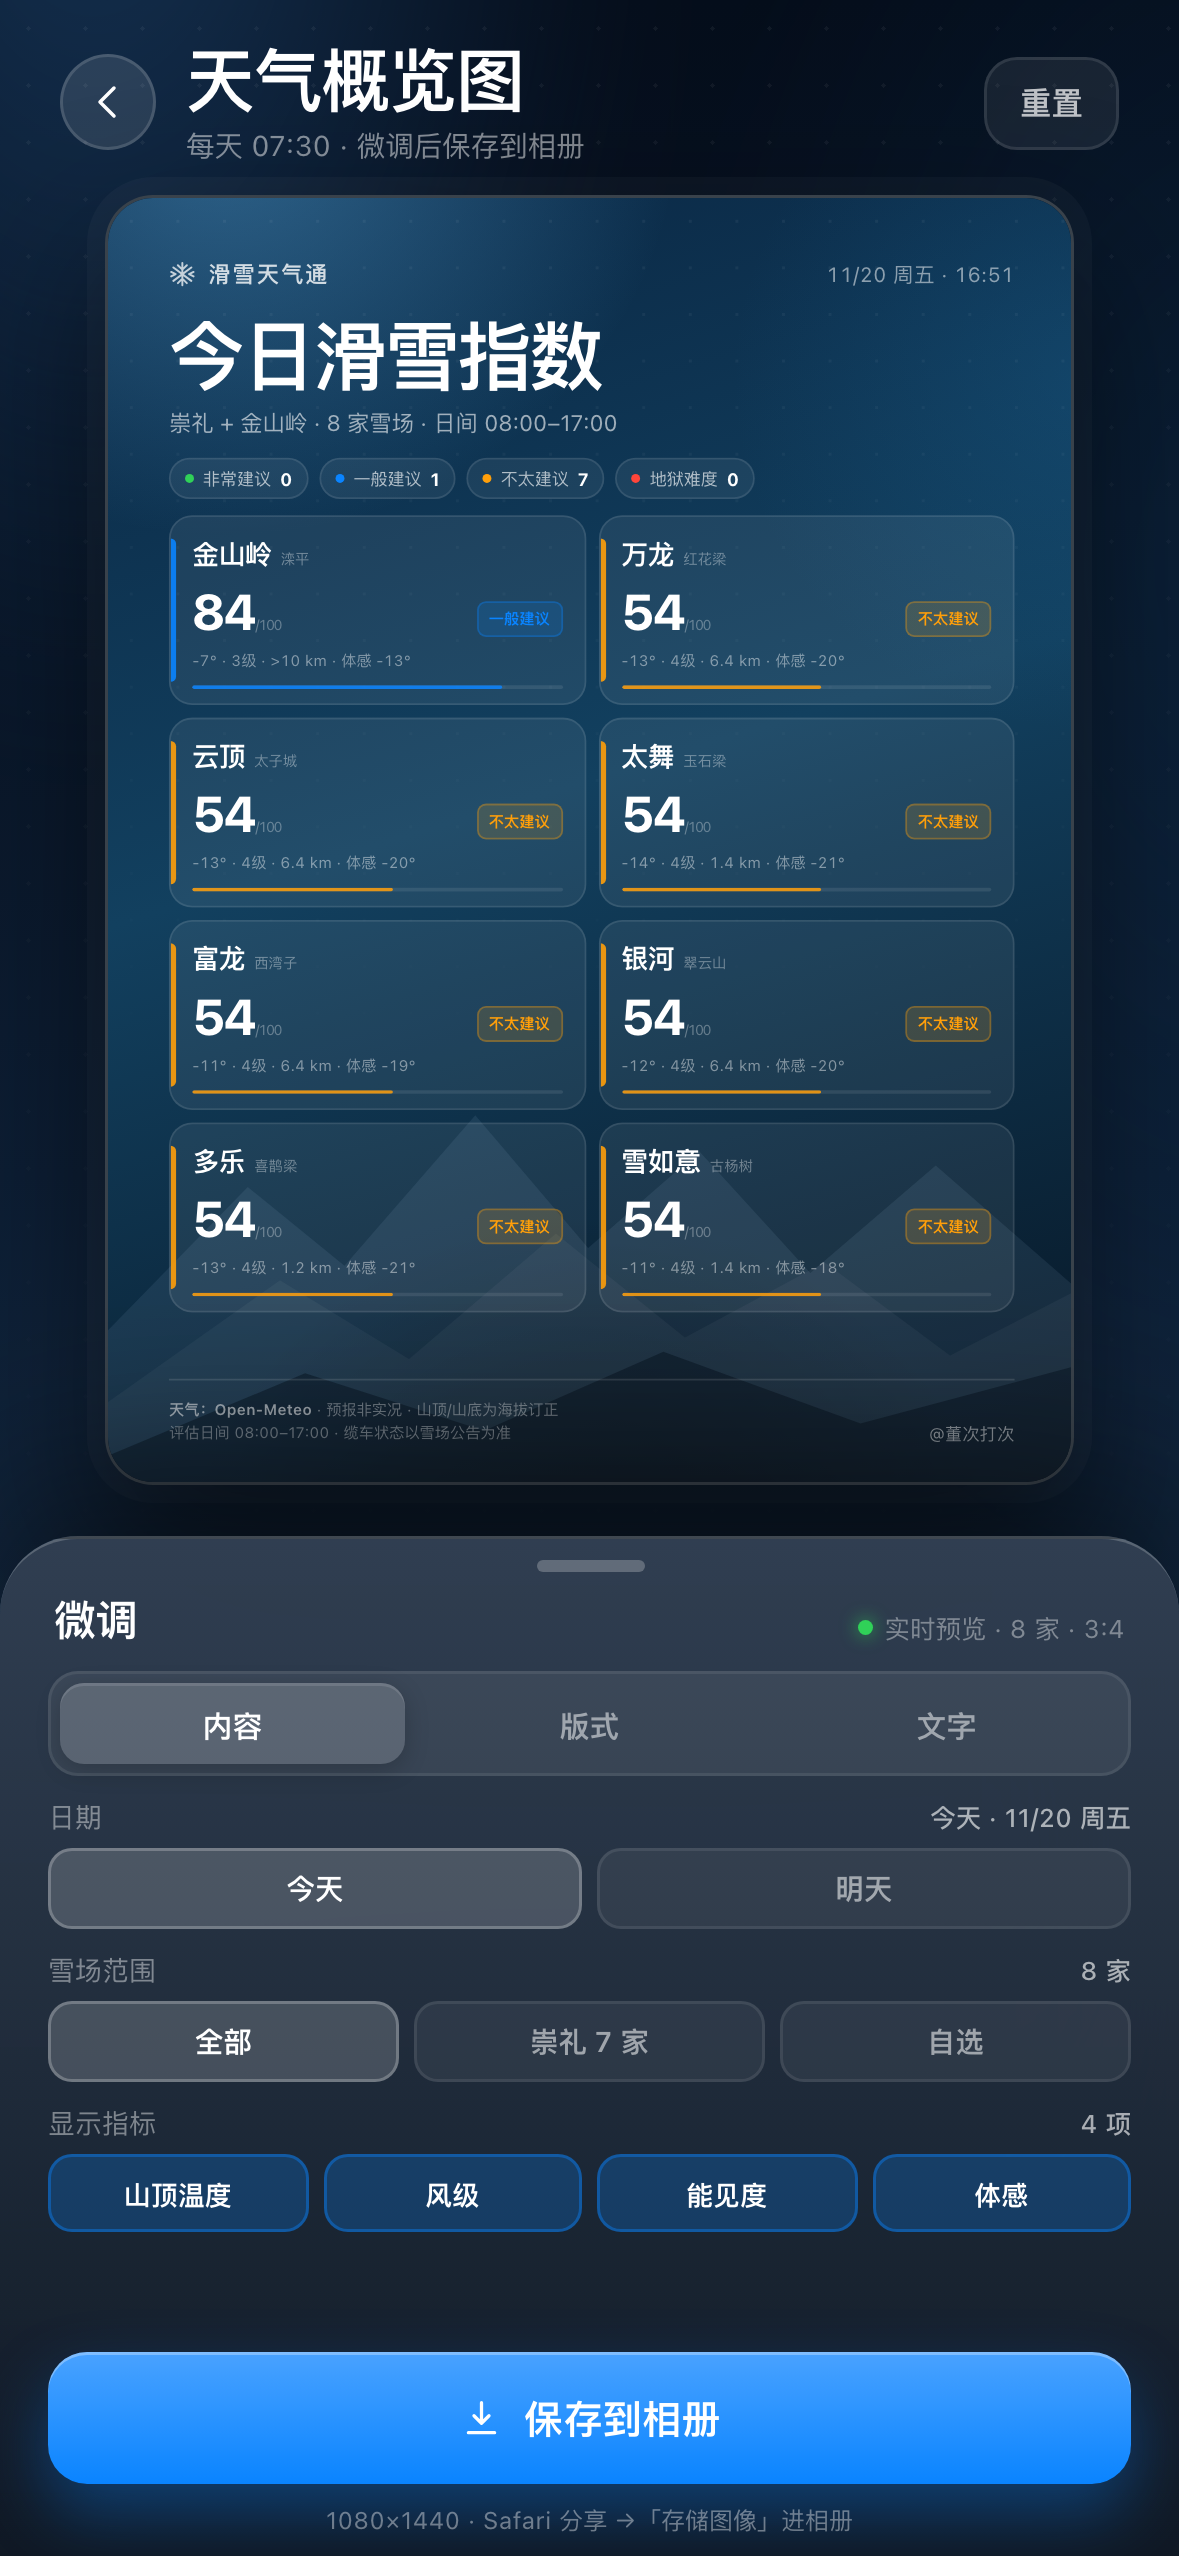 天气概览图
每天 07:30 · 微调后保存到相册
重置
滑雪天气通
11/20 周五 · 16:51
今日滑雪指数
崇礼 + 金山岭 · 8 家雪场 · 日间 08:00–17:00
非常建议 0
一般建议 1
不太建议 7
地狱难度 0
金山岭 滦平
84/100
一般建议
-7° · 3级 · >10 km · 体感 -13°
万龙 红花梁
54/100
不太建议
-13° · 4级 · 6.4 km · 体感 -20°
云顶 太子城
54/100
不太建议
-13° · 4级 · 6.4 km · 体感 -20°
太舞 玉石梁
54/100
不太建议
-14° · 4级 · 1.4 km · 体感 -21°
富龙 西湾子
54/100
不太建议
-11° · 4级 · 6.4 km · 体感 -19°
银河 翠云山
54/100
不太建议
-12° · 4级 · 6.4 km · 体感 -20°
多乐 喜鹊梁
54/100
不太建议
-13° · 4级 · 1.2 km · 体感 -21°
雪如意 古杨树
54/100
不太建议
-11° · 4级 · 1.4 km · 体感 -18°
天气：Open-Meteo · 预报非实况 · 山顶/山底为海拔订正
评估日间 08:00–17:00 · 缆车状态以雪场公告为准
@董次打次
微调
实时预览 · 8 家 · 3:4
内容
版式
文字
日期
今天 · 11/20 周五
今天
明天
雪场范围
8 家
全部
崇礼 7 家
自选
显示指标
4 项
山顶温度
风级
能见度
体感
保存到相册
1080×1440 · Safari 分享 →「存储图像」进相册